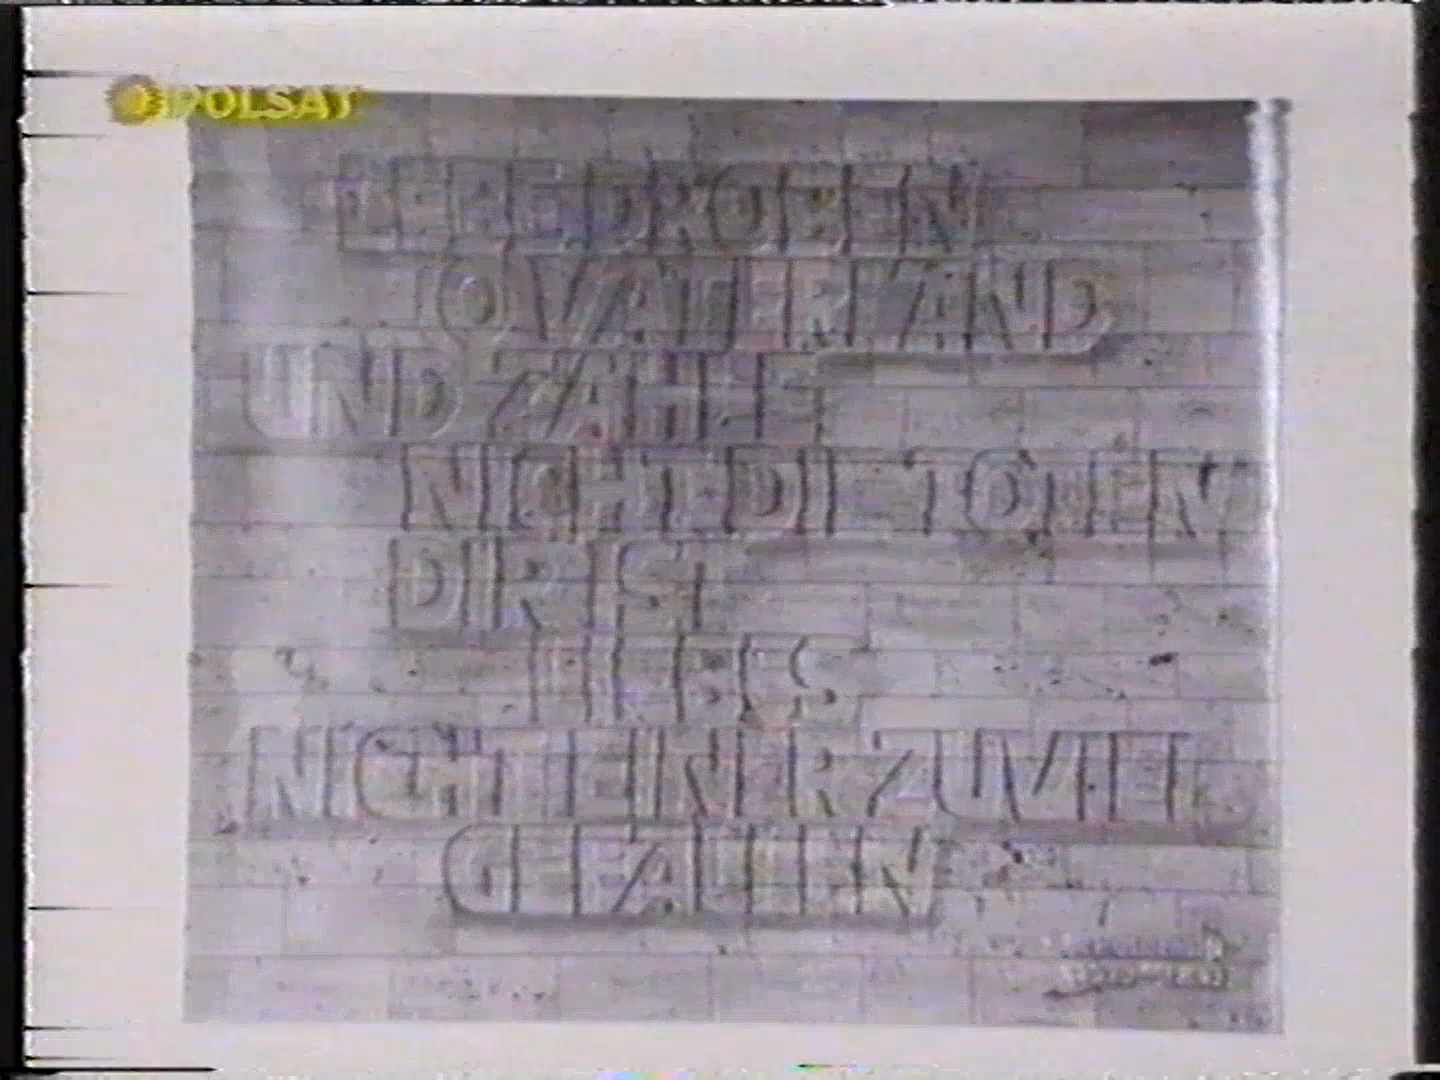 POLSAT
LEBE DROBEN
O VATERLAND
UND ZÄHLE
NICHT DIE TOTEN
DIR IST
LIEBES
NICHT EINER ZUVIEL
GEFALLEN